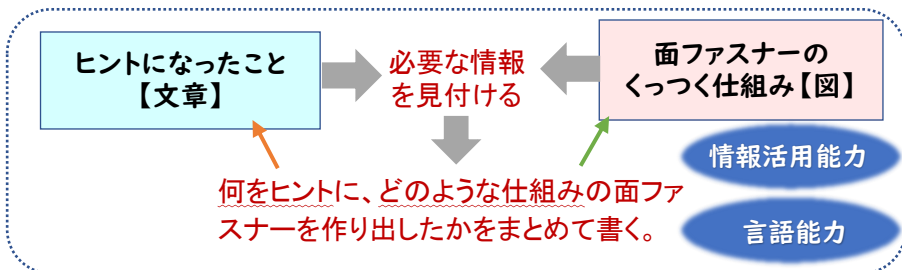 ヒントになったこと
【文章】
必要な情報
を見付ける
面ファスナーの
くっつく仕組み【図】
情報活用能力
何をヒントに、どのような仕組みの面ファ
スナーを作り出したかをまとめて書く。
言語能力